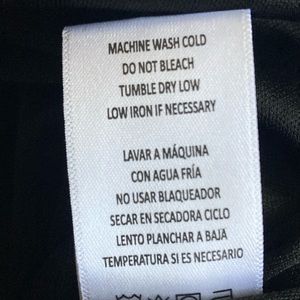 MACHINE WASH COLD
DO NOT BLEACH
TUMBLE DRY LOW
LOW IRON IF NECESSARY
LAVAR A MÁQUINA
CON AGUA FRÍA
NO USAR BLAQUEADOR
SECAR EN SECADORA CICLO
LENTO PLANCHAR A BAJA
TEMPERATURA SI ES NECESARIO